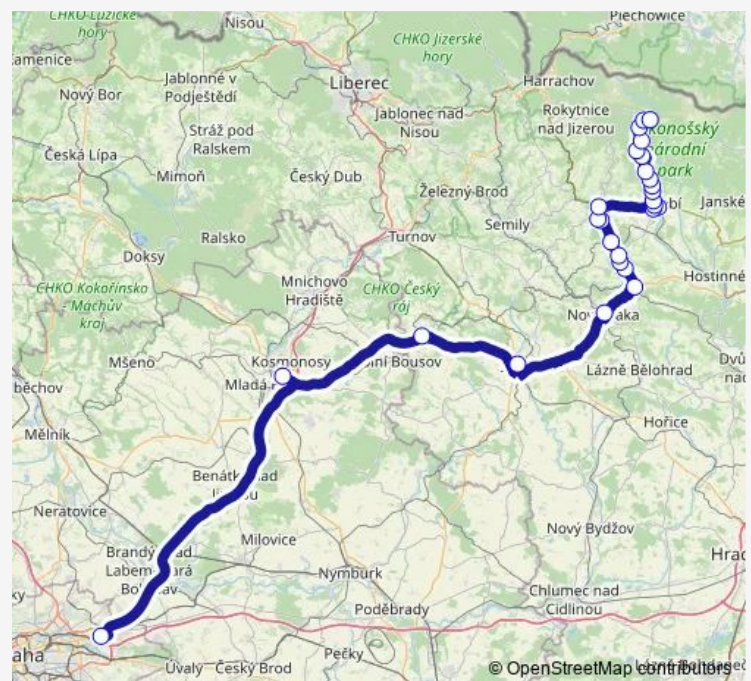 CHKO Lužické
hory
Nisou
Piechowice
Kamenice
CHKO Jizerské
hory
Jablonné v
Podještědí
Liberec
Harrachov
Nový Bor
Jablonec nad
Nisou
Rokytnice
nad Jizerou
Stráž pod
Ralskem
národní
park
Česká Lípa
Mimoň
Český Dub
Železný Brod
Janské
Semily
Ralsko
Turnov
Doksy
Hostinné
Mnichovo
Hradiště
CHKO Český
ráj
CHKO Kokořínsko
- Máchův
kraj
Mšeno
Kosmonosy
Lázně Bělohrad
Mladá
Hořice
Mělník
Neratovice
Milovice
Nový Bydžov
Nymburk
Chlumec nad
Cidlinou
Poděbrady
Pečky
Úvaly
Český Brod
© OpenStreetMap contributors